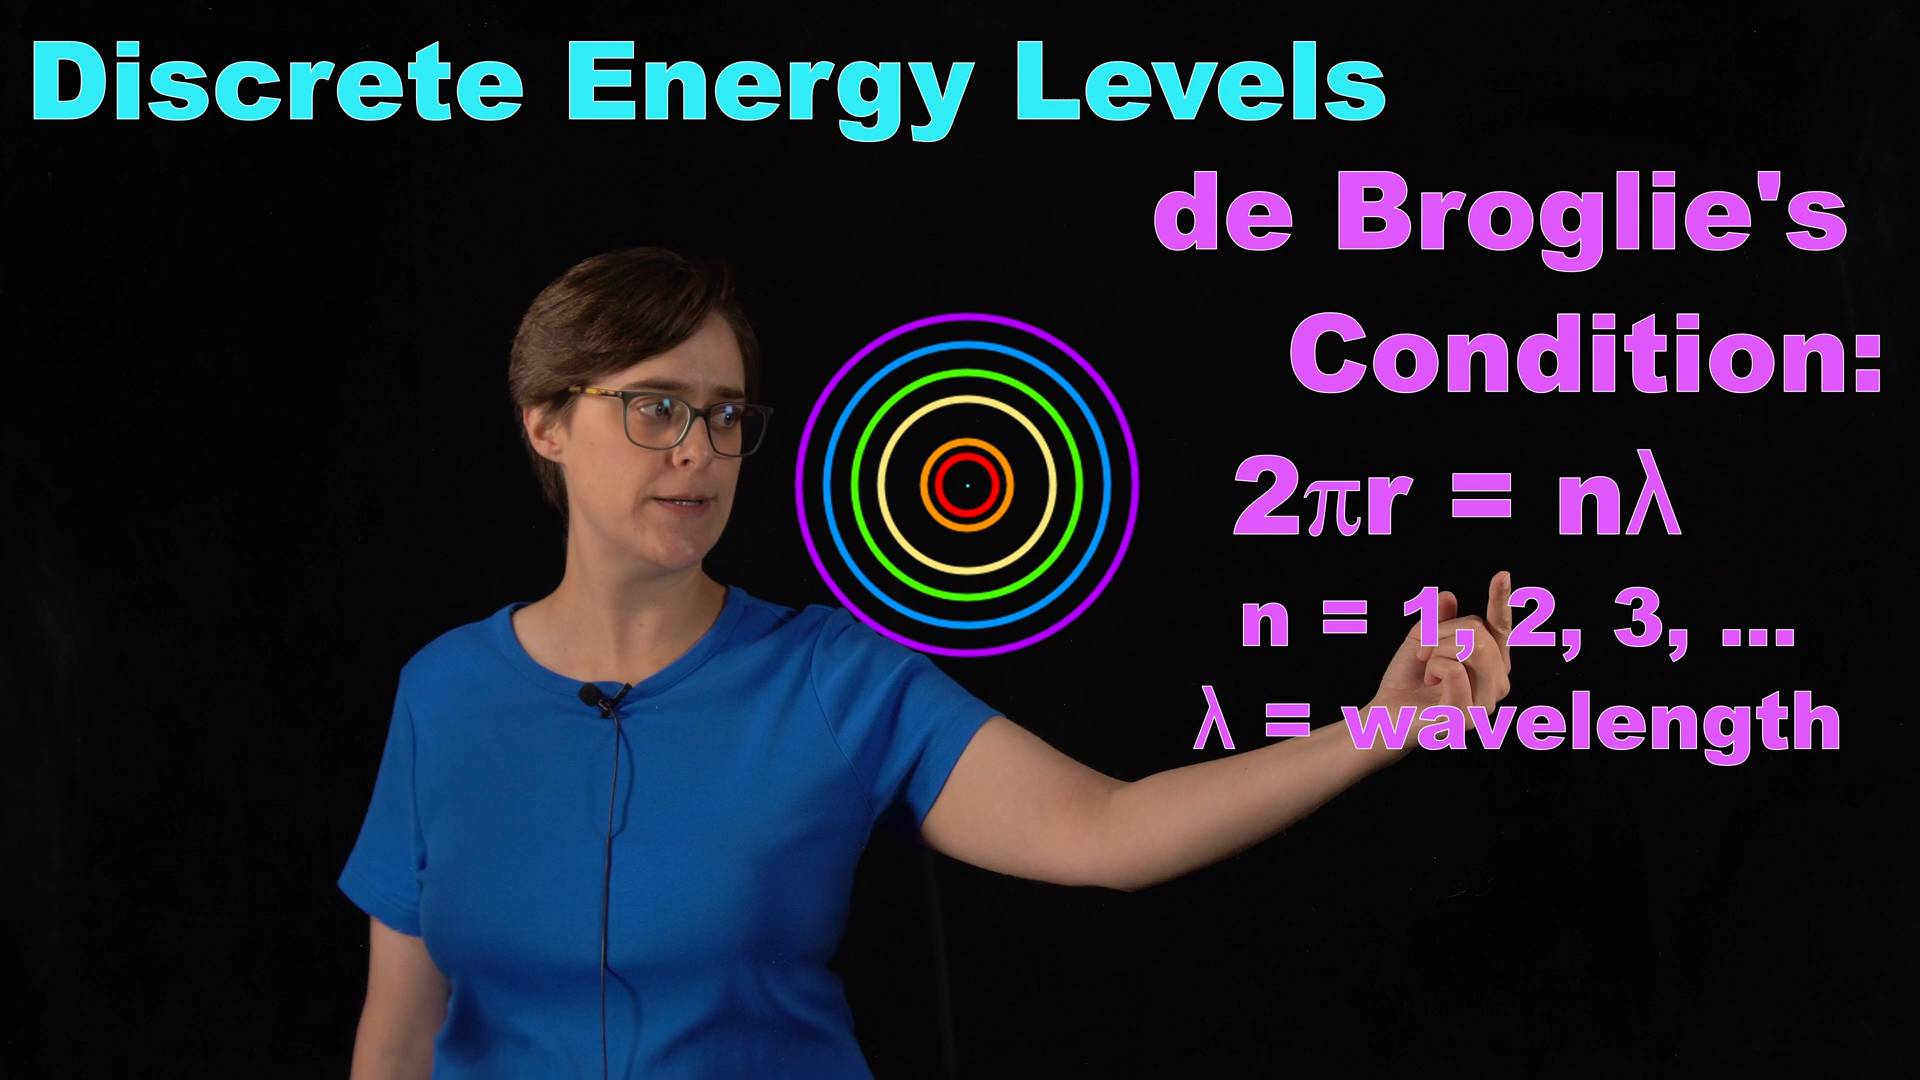 Discrete Energy Levels
de Broglie's
Condition:
2πr = nλ
n = 1, 2, 3, ...
λ = wavelength